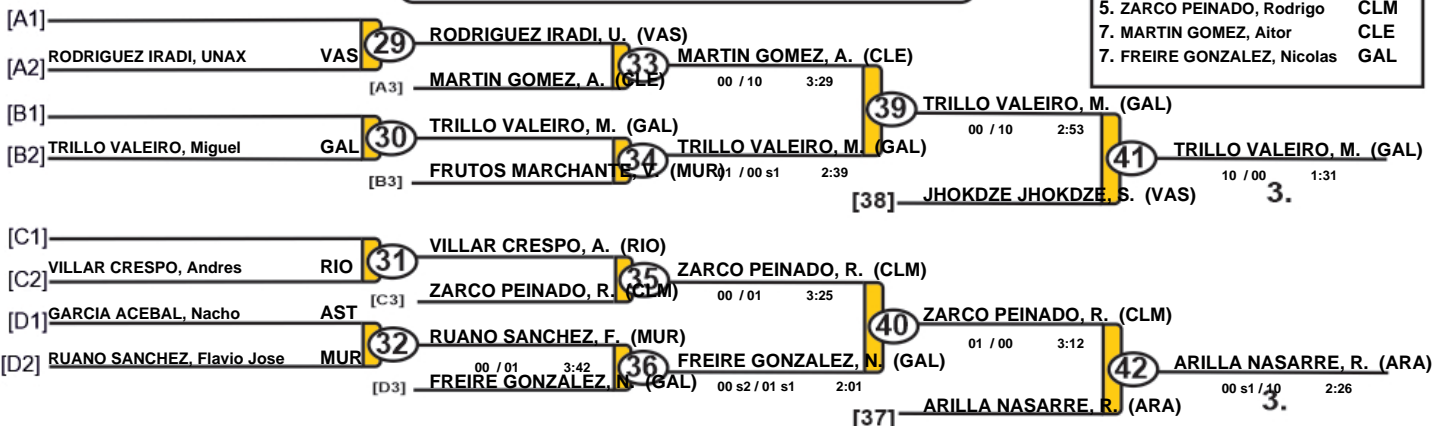 5. ZARCO PEINADO, Rodrigo CLM
7. MARTIN GOMEZ, Aitor CLE
7. FREIRE GONZALEZ, Nicolas GAL
[A1]
[A2] RODRIGUEZ IRADI, UNAX VAS
29
RODRIGUEZ IRADI, U. (VAS)
[A3] MARTIN GOMEZ, A. (CLE)
33
MARTIN GOMEZ, A. (CLE)
00 / 10 3:29
[B1]
[B2] TRILLO VALEIRO, Miguel GAL
30
TRILLO VALEIRO, M. (GAL)
[B3] FRUTOS MARCHANTE, V. (MUR)
34
TRILLO VALEIRO, M. (GAL)
01 / 00 s1 2:39
39
TRILLO VALEIRO, M. (GAL)
00 / 10 2:53
[38] JHOKDZE JHOKDZE, S. (VAS)
41
TRILLO VALEIRO, M. (GAL)
10 / 00 1:31
3.
[C1]
[C2] VILLAR CRESPO, Andres RIO
31
VILLAR CRESPO, A. (RIO)
[C3] ZARCO PEINADO, R. (CLM)
35
ZARCO PEINADO, R. (CLM)
00 / 01 3:25
[D1] GARCIA ACEBAL, Nacho AST
[D2] RUANO SANCHEZ, Flavio Jose MUR
32
RUANO SANCHEZ, F. (MUR)
00 / 01 3:42
[D3] FREIRE GONZALEZ, N. (GAL)
36
FREIRE GONZALEZ, N. (GAL)
00 s2 / 01 s1 2:01
40
ZARCO PEINADO, R. (CLM)
01 / 00 3:12
[37] ARILLA NASARRE, R. (ARA)
42
ARILLA NASARRE, R. (ARA)
00 s1 / 10 2:26
3.